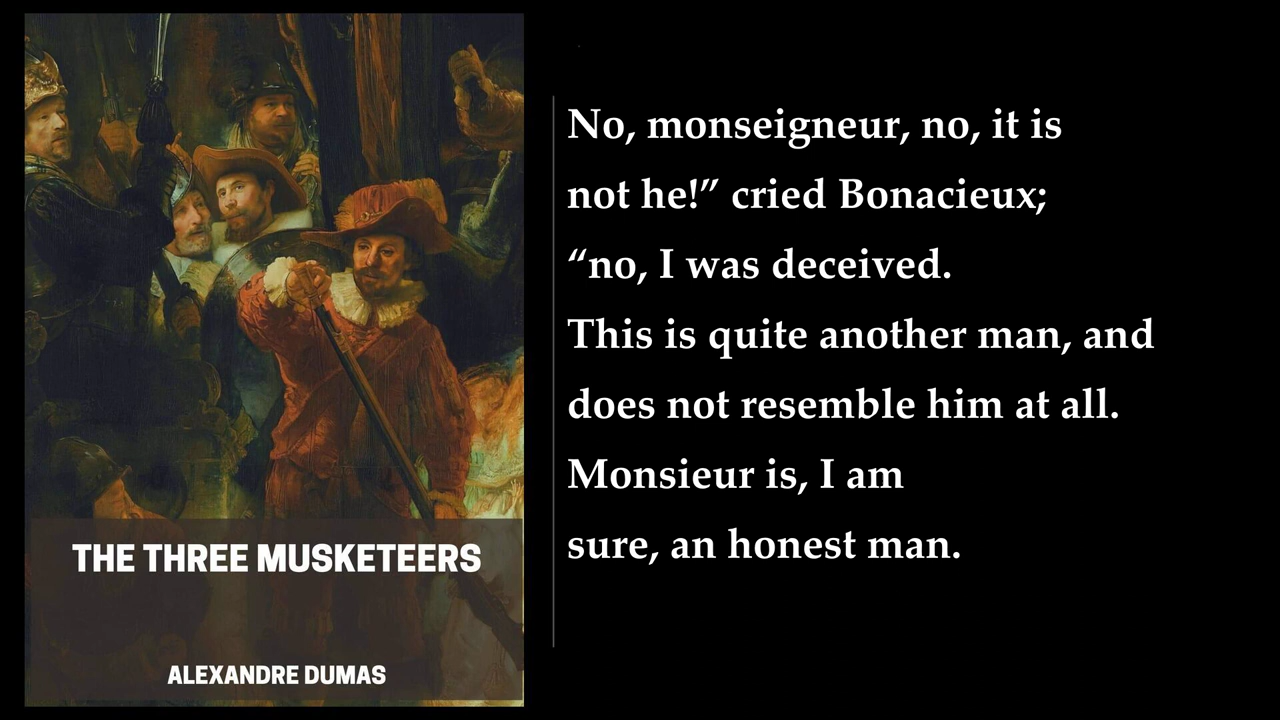 THE THREE MUSKETEERS
ALEXANDRE DUMAS
No, monseigneur, no, it is
not he!” cried Bonacieux;
“no, I was deceived.
This is quite another man, and
does not resemble him at all.
Monsieur is, I am
sure, an honest man.